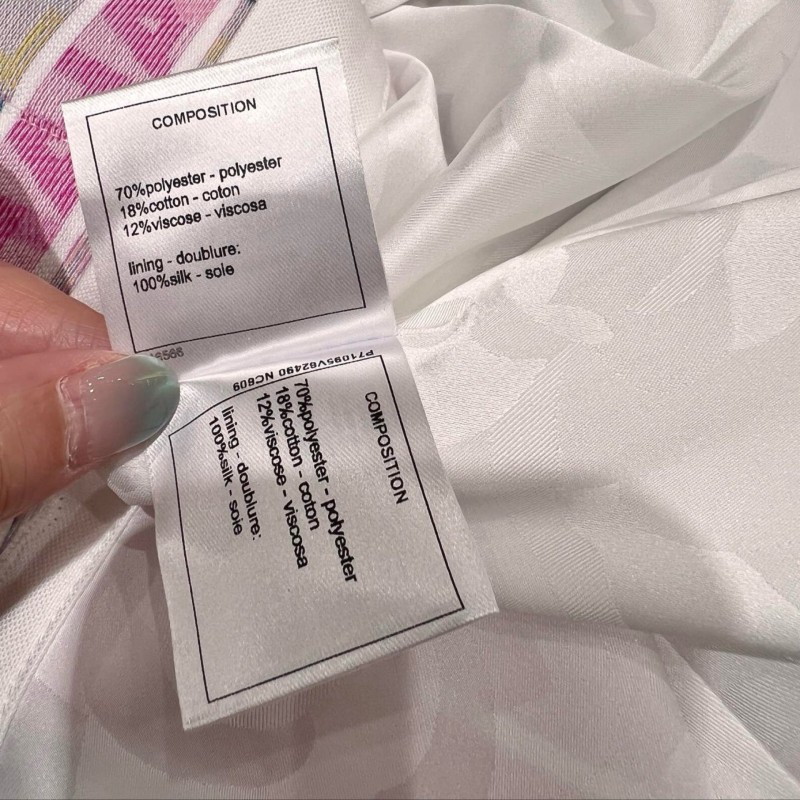 COMPOSITION
70%polyester - polyester
18%cotton - coton
12%viscose - viscosa
lining - doublure:
100%silk - soie
P71095V62490 NC609
COMPOSITION
70%polyester - polyester
18%cotton - coton
12%viscose - viscosa
lining - doublure:
100%silk - soie